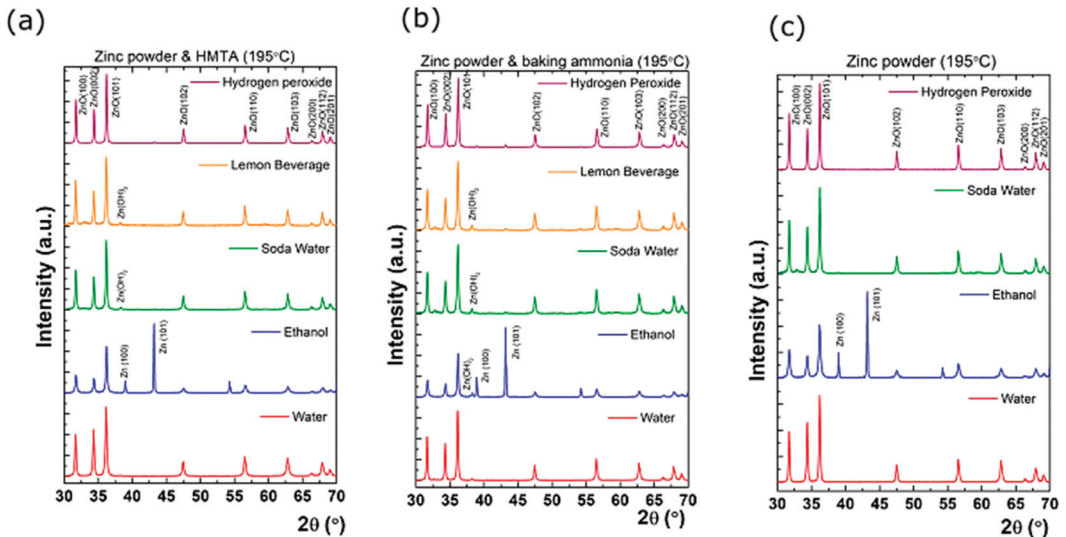 (a)
Zinc powder & HMTA (195°C)
ZnO(100)
ZnO(002)
ZnO(101)
Hydrogen peroxide
ZnO(102)
ZnO(110)
ZnO(103)
ZnO(200)
ZnO(112)
ZnO(201)
Lemon Beverage
Zn(OH)2
Soda Water
Zn(OH)2
Ethanol
Zn (100)
Zn (101)
Water
Intensity (a.u.)
30 35 40 45 50 55 60 65 70
2θ (°)
(b)
Zinc powder & baking ammonia (195°C)
ZnO(100)
ZnO(002)
ZnO(101
Hydrogen Peroxide
ZnO(102)
ZnO(110)
ZnO(103)
ZnO(200)
ZnO(112)
ZnO(201)
Lemon Beverage
Zn(OH)2
Soda Water
Zn(OH)2
Ethanol
Zn(OH)2
Zn (100)
Zn (101)
Water
Intensity (a.u.)
30 35 40 45 50 55 60 65 70
2θ (°)
(c)
Zinc powder (195°C)
ZnO(100)
ZnO(002)
ZnO(101)
Hydrogen Peroxide
ZnO(102)
ZnO(110)
ZnO(103)
ZnO(200)
ZnO(112)
ZnO(201)
Soda Water
Ethanol
Zn (100)
Zn (101)
Water
Intensity (a.u.)
30 35 40 45 50 55 60 65 70
2θ (°)